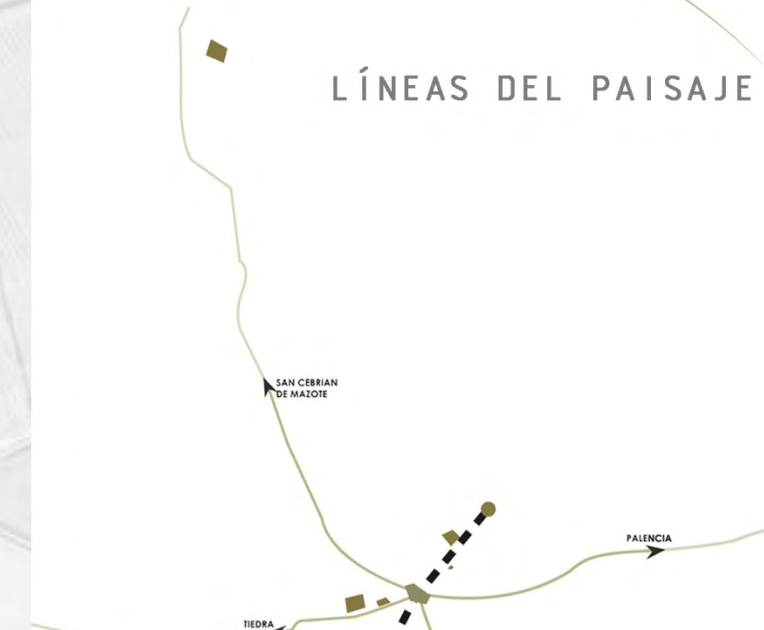 LÍNEAS DEL PAISAJE
SAN CEBRIAN
DE MAZOTE
PALENCIA
TIEDRA